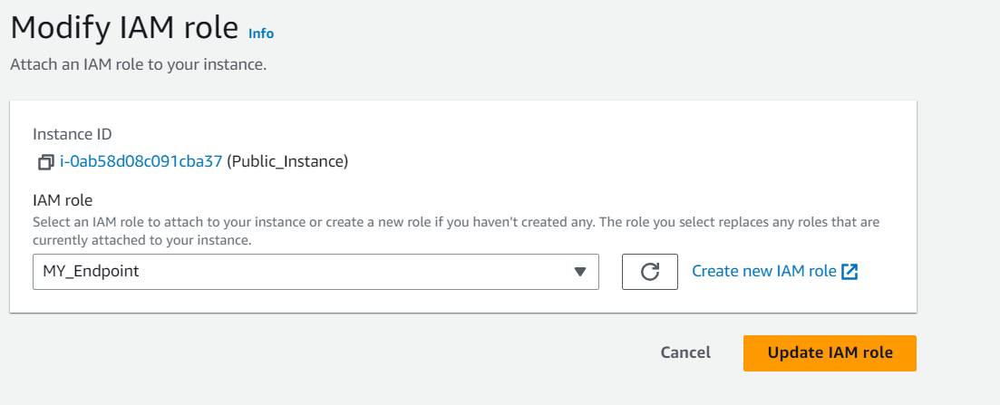 Modify IAM role Info
Attach an IAM role to your instance.
Instance ID
i-0ab58d08c091cba37 (Public_Instance)
IAM role
Select an IAM role to attach to your instance or create a new role if you haven't created any. The role you select replaces any roles that are
currently attached to your instance.
MY_Endpoint Create new IAM role
Cancel Update IAM role